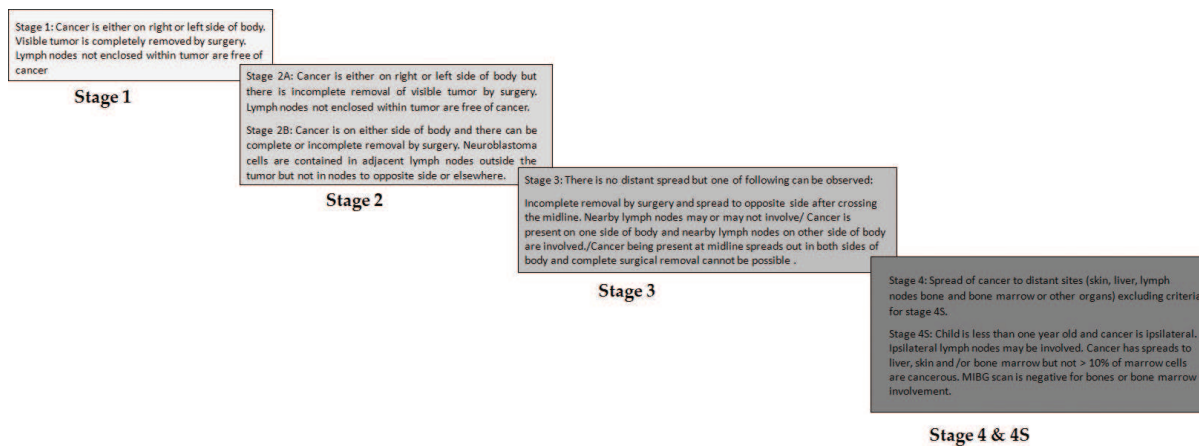 Stage 1: Cancer is either on right or left side of body.
Visible tumor is completely removed by surgery.
Lymph nodes not enclosed within tumor are free of
cancer
Stage 1
Stage 2A: Cancer is either on right or left side of body but
there is incomplete removal of visible tumor by surgery.
Lymph nodes not enclosed within tumor are free of cancer.
Stage 2B: Cancer is on either side of body and there can be
complete or incomplete removal by surgery. Neuroblastoma
cells are contained in adjacent lymph nodes outside the
tumor but not in nodes to opposite side or elsewhere.
Stage 2
Stage 3: There is no distant spread but one of following can be observed:
Incomplete removal by surgery and spread to opposite side after crossing
the midline. Nearby lymph nodes may or may not involve/ Cancer is
present on one side of body and nearby lymph nodes on other side of body
are involved./Cancer being present at midline spreads out in both sides of
body and complete surgical removal cannot be possible .
Stage 3
Stage 4: Spread of cancer to distant sites (skin, liver, lymph
nodes bone and bone marrow or other organs) excluding criteria
for stage 4S.
Stage 4S: Child is less than one year old and cancer is ipsilateral.
Ipsilateral lymph nodes may be involved. Cancer has spreads to
liver, skin and /or bone marrow but not > 10% of marrow cells
are cancerous. MIBG scan is negative for bones or bone marrow
involvement.
Stage 4 & 4S